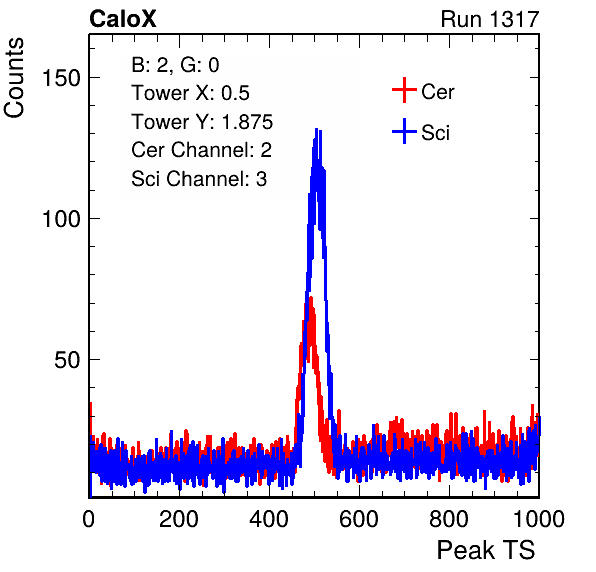 CaloX Run 1317
Counts
B: 2, G: 0
Tower X: 0.5
Tower Y: 1.875
Cer Channel: 2
Sci Channel: 3
Cer
Sci
150
100
50
0 200 400 600 800 1000
Peak TS